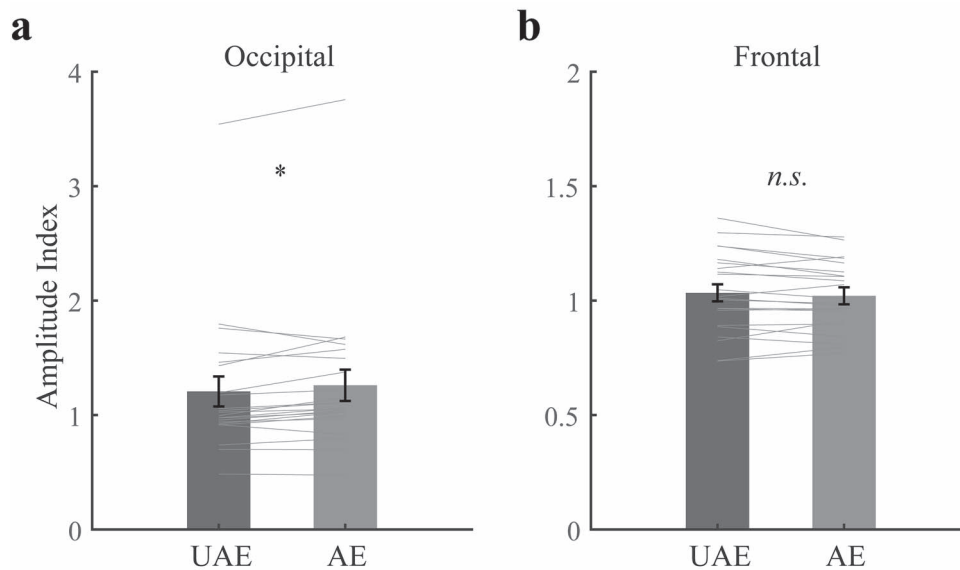 a
Occipital
Amplitude Index
4
3
2
1
0
*
UAE
AE
b
Frontal
2
1.5
1
0.5
0
n.s.
UAE
AE